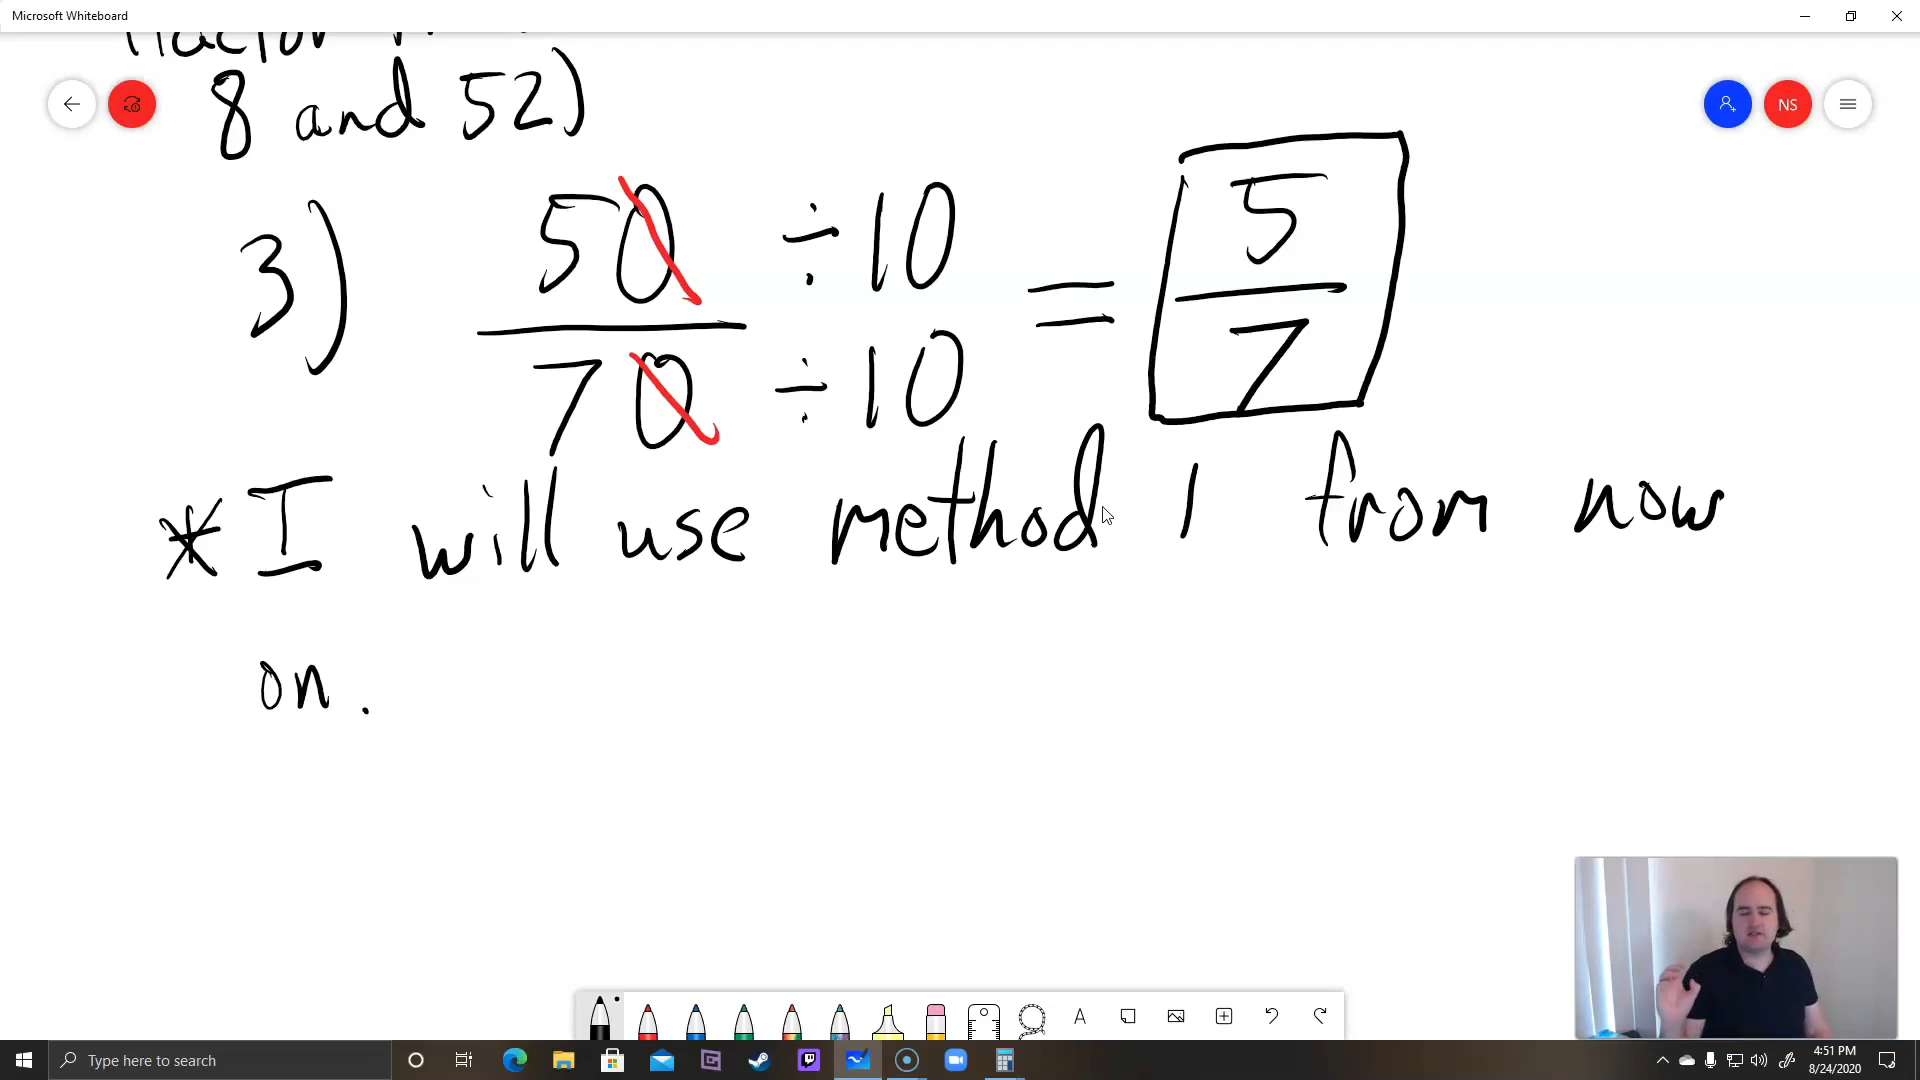 Microsoft Whiteboard
8 and 52)
NS
3) 50 ÷ 10 = 5
70 ÷ 10 7
* I will use method 1 from now
on.
A
Type here to search
4:51 PM
8/24/2020